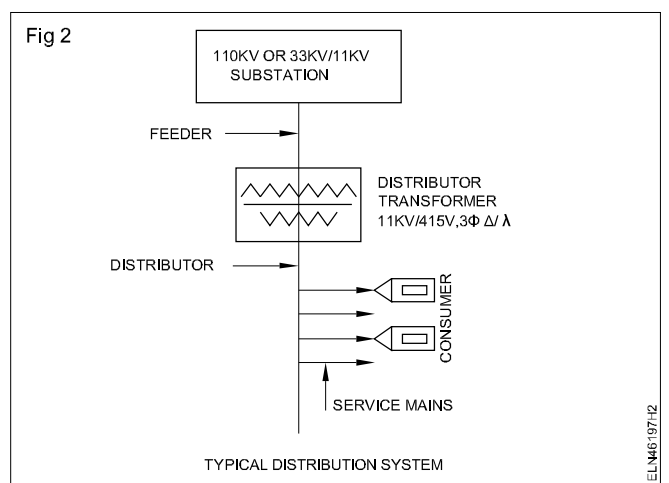 Fig 2
110KV OR 33KV/11KV
SUBSTATION
FEEDER
DISTRIBUTOR
TRANSFORMER
11KV/415V,3Φ Δ/ λ
DISTRIBUTOR
CONSUMER
SERVICE MAINS
TYPICAL DISTRIBUTION SYSTEM
ELN46197H2